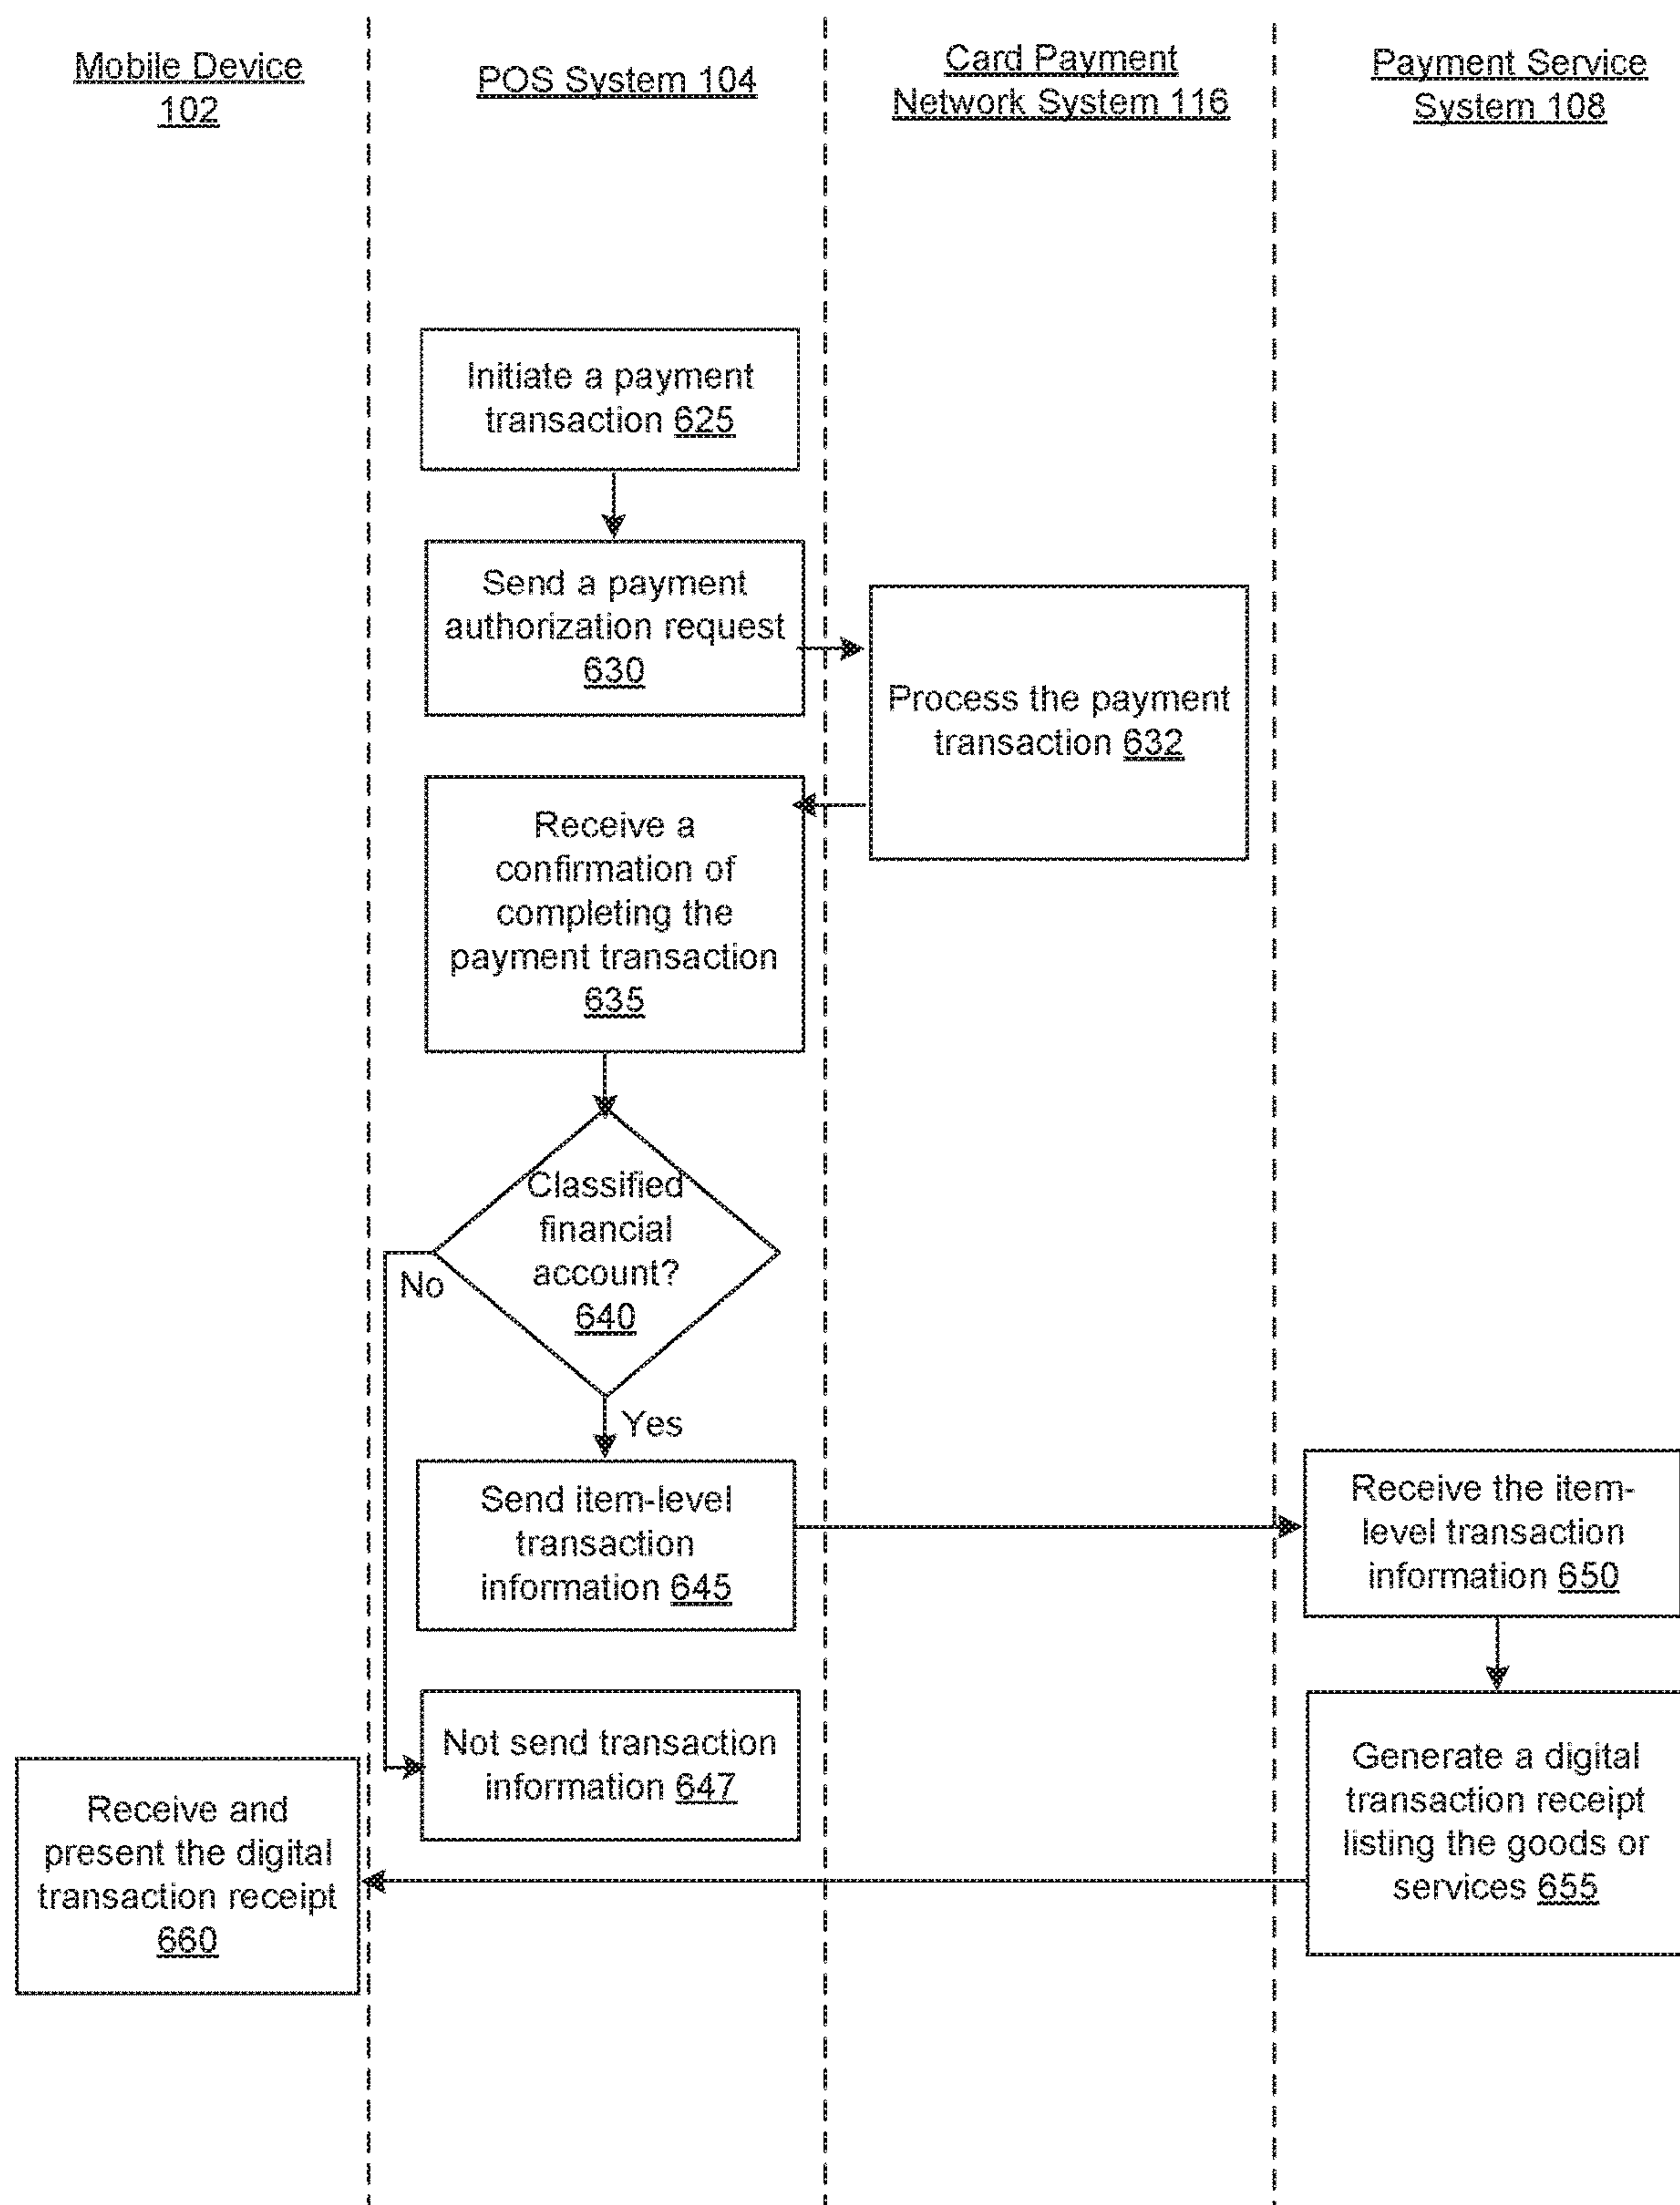 Mobile Device
102
POS System 104
Card Payment
Network System 116
Payment Service
System 108
Initiate a payment
transaction 625
Send a payment
authorization request
630
Process the payment
transaction 632
Receive a
confirmation of
completing the
payment transaction
635
Classified
financial
account?
640
No
Yes
Send item-level
transaction
information 645
Receive the item-
level transaction
information 650
Not send transaction
information 647
Generate a digital
transaction receipt
listing the goods or
services 655
Receive and
present the digital
transaction receipt
660